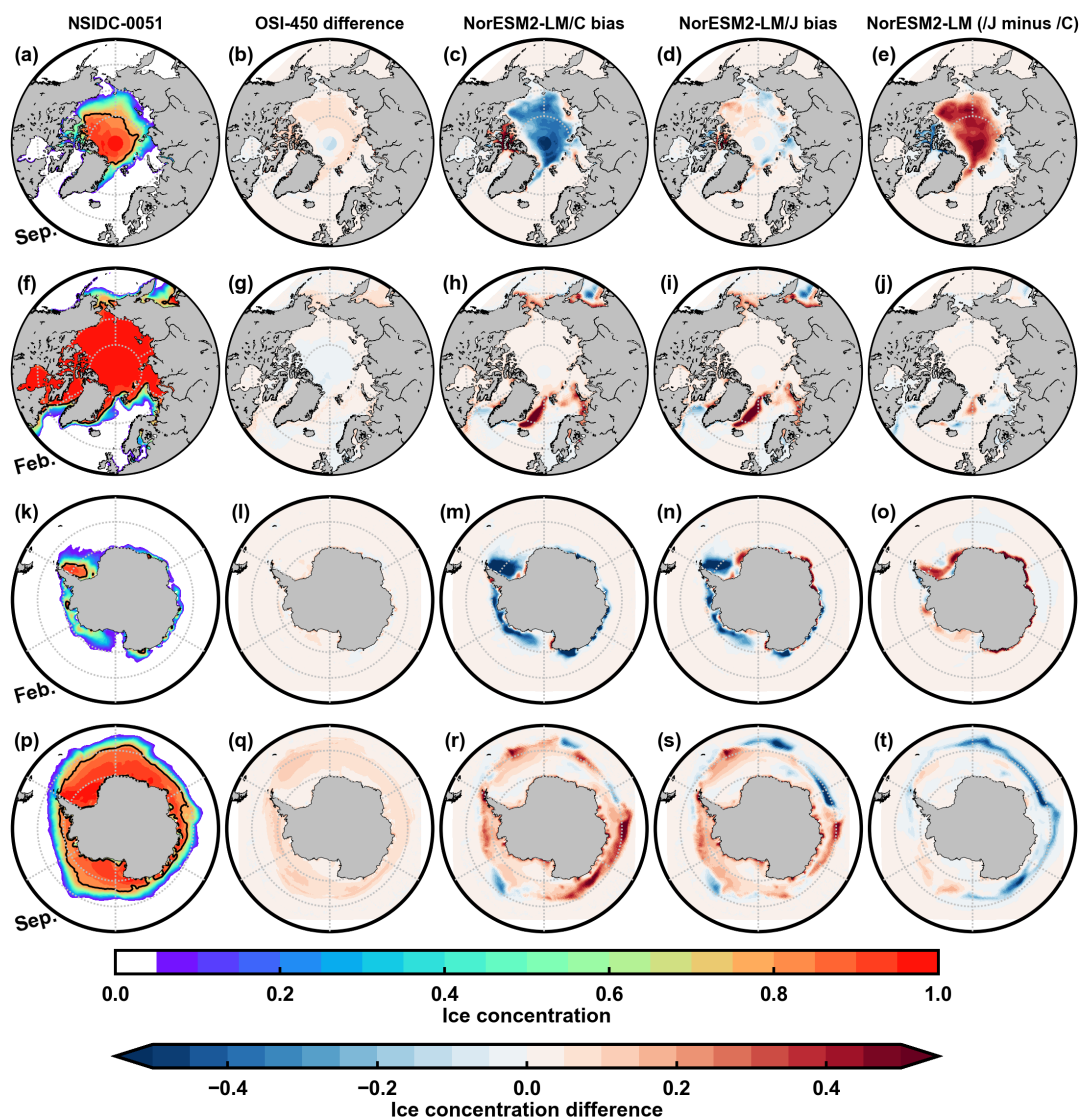 NSIDC-0051 OSI-450 difference NorESM2-LM/C bias NorESM2-LM/J bias NorESM2-LM (/J minus /C)
(a) (b) (c) (d) (e)
Sep.
(f) (g) (h) (i) (j)
Feb.
(k) (l) (m) (n) (o)
Feb.
(p) (q) (r) (s) (t)
Sep.
0.0 0.2 0.4 0.6 0.8 1.0
Ice concentration
−0.4 −0.2 0.0 0.2 0.4
Ice concentration difference